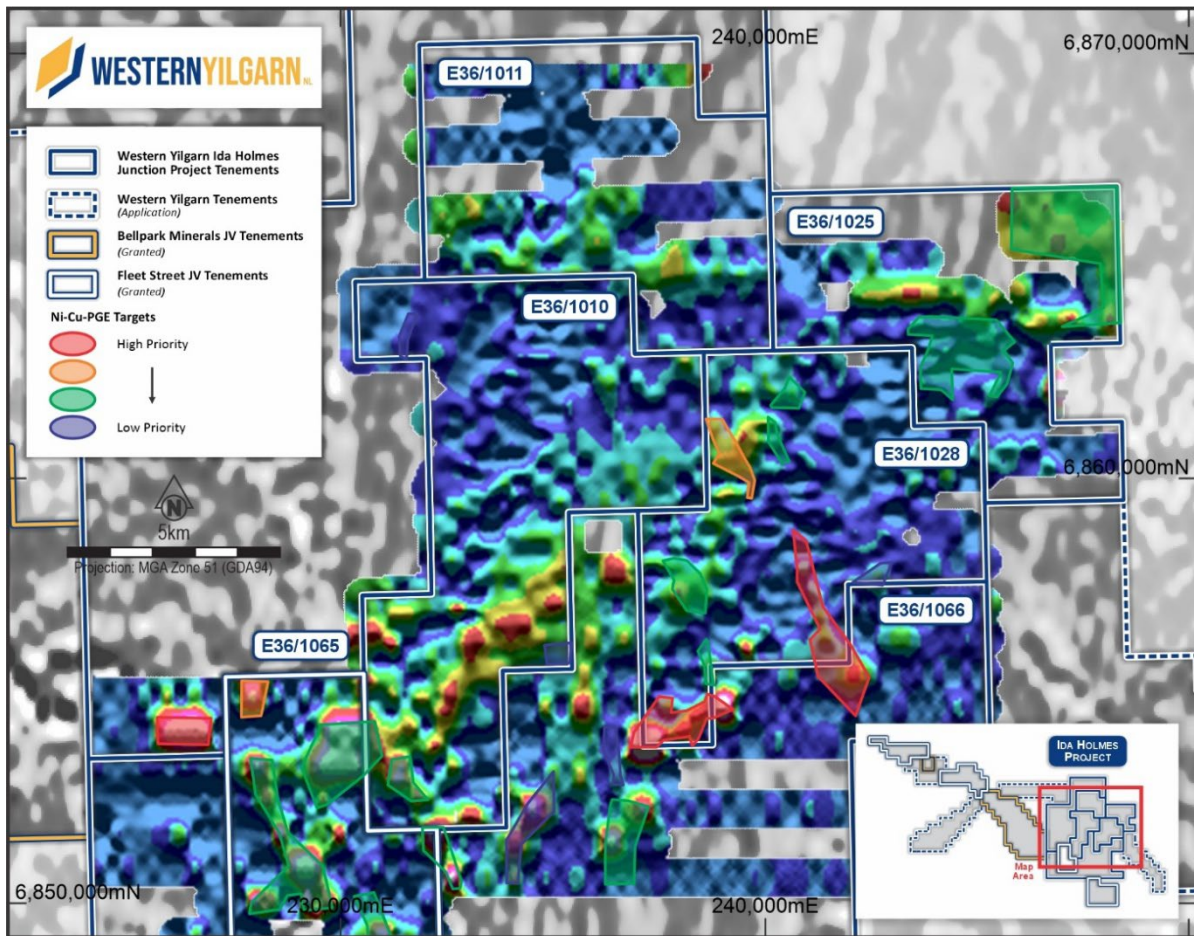 240,000mE
6,870,000mN
WESTERNYILGARN NL
E36/1011
Western Yilgarn Ida Holmes
Junction Project Tenements
Western Yilgarn Tenements
(Application)
Bellpark Minerals JV Tenements
(Granted)
Fleet Street JV Tenements
(Granted)
Ni-Cu-PGE Targets
High Priority
Low Priority
E36/1025
E36/1010
E36/1028
6,860,000mN
N
5km
Projection: MGA Zone 51 (GDA94)
E36/1066
E36/1065
IDA HOLMES
PROJECT
Map
Area
6,850,000mN
230,000mE
240,000mE